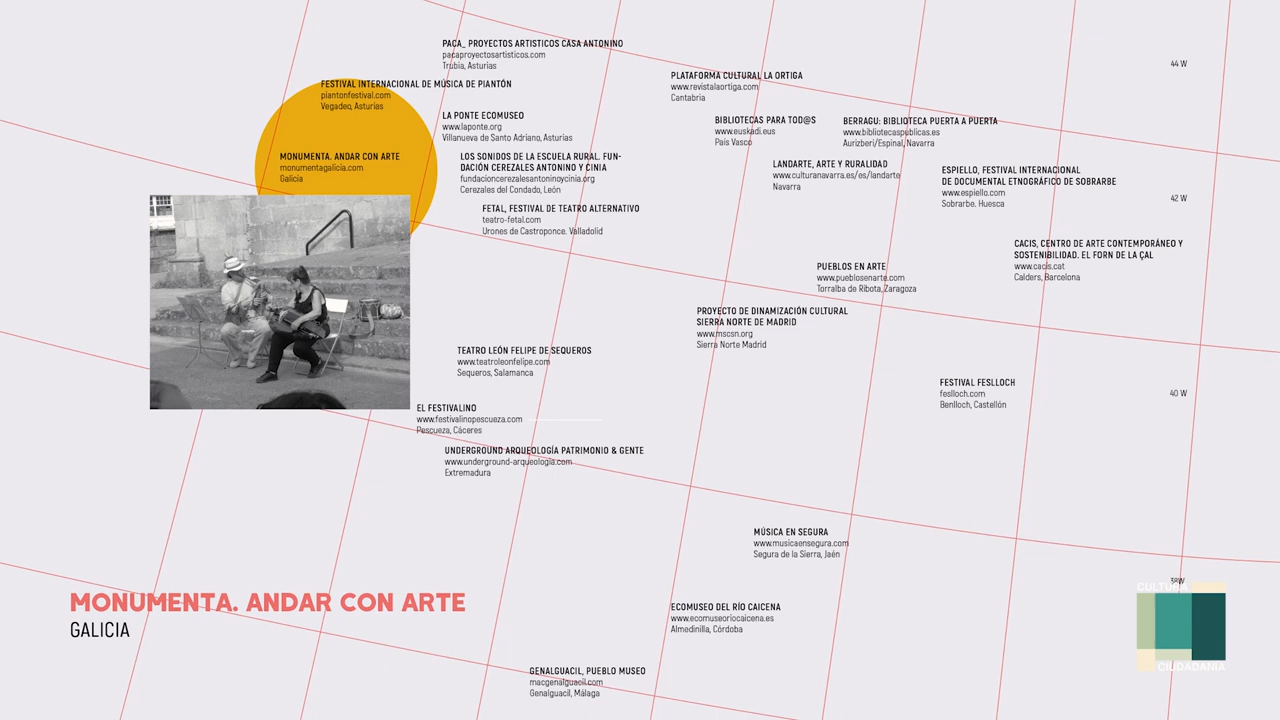 PACA_ PROYECTOS ARTISTICOS CASA ANTONINO
pacaproyectosartisticos.com
Trubia, Asturias
44 W
PLATAFORMA CULTURAL LA ORTIGA
www.revistalaortiga.com
Cantabria
FESTIVAL INTERNACIONAL DE MÚSICA DE PIANTÓN
piantonfestival.com
Vegadeo, Asturias
LA PONTE ECOMUSEO
www.laponte.org
Villanueva de Santo Adriano, Asturias
BIBLIOTECAS PARA TOD@S
www.euskadi.eus
País Vasco
BERRAGU: BIBLIOTECA PUERTA A PUERTA
www.bibliotecaspublicas.es
Aurizberi/Espinal, Navarra
MONUMENTA. ANDAR CON ARTE
monumentagalicia.com
Galicia
LOS SONIDOS DE LA ESCUELA RURAL. FUN-
DACIÓN CEREZALES ANTONINO Y CINIA
fundacioncerezalesantoninoycinia.org
Cerezales del Condado, León
LANDARTE, ARTE Y RURALIDAD
www.culturanavarra.es/es/landarte
Navarra
ESPIELLO, FESTIVAL INTERNACIONAL
DE DOCUMENTAL ETNOGRÁFICO DE SOBRARBE
www.espiello.com
Sobrarbe. Huesca
42 W
FETAL, FESTIVAL DE TEATRO ALTERNATIVO
teatro-fetal.com
Urones de Castroponce. Valladolid
CACIS, CENTRO DE ARTE CONTEMPORÁNEO Y
SOSTENIBILIDAD. EL FORN DE LA ÇAL
www.cacis.cat
Calders, Barcelona
PUEBLOS EN ARTE
www.pueblosenarte.com
Torralba de Ribota, Zaragoza
PROYECTO DE DINAMIZACIÓN CULTURAL
SIERRA NORTE DE MADRID
www.mscsn.org
Sierra Norte Madrid
TEATRO LEÓN FELIPE DE SEQUEROS
www.teatroleonfelipe.com
Sequeros, Salamanca
FESTIVAL FESLLOCH
feslloch.com
Benlloch, Castellón
40 W
EL FESTIVALINO
www.festivalinopescueza.com
Pescueza, Cáceres
UNDERGROUND ARQUEOLOGÍA PATRIMONIO & GENTE
www.underground-arqueologia.com
Extremadura
MÚSICA EN SEGURA
www.musicaensegura.com
Segura de la Sierra, Jaén
38W
CULTURA
CIUDADANÍA
MONUMENTA. ANDAR CON ARTE
GALICIA
ECOMUSEO DEL RÍO CAICENA
www.ecomuseoriocaicena.es
Almedinilla, Córdoba
GENALGUACIL, PUEBLO MUSEO
macgenalguacil.com
Genalguacil, Málaga